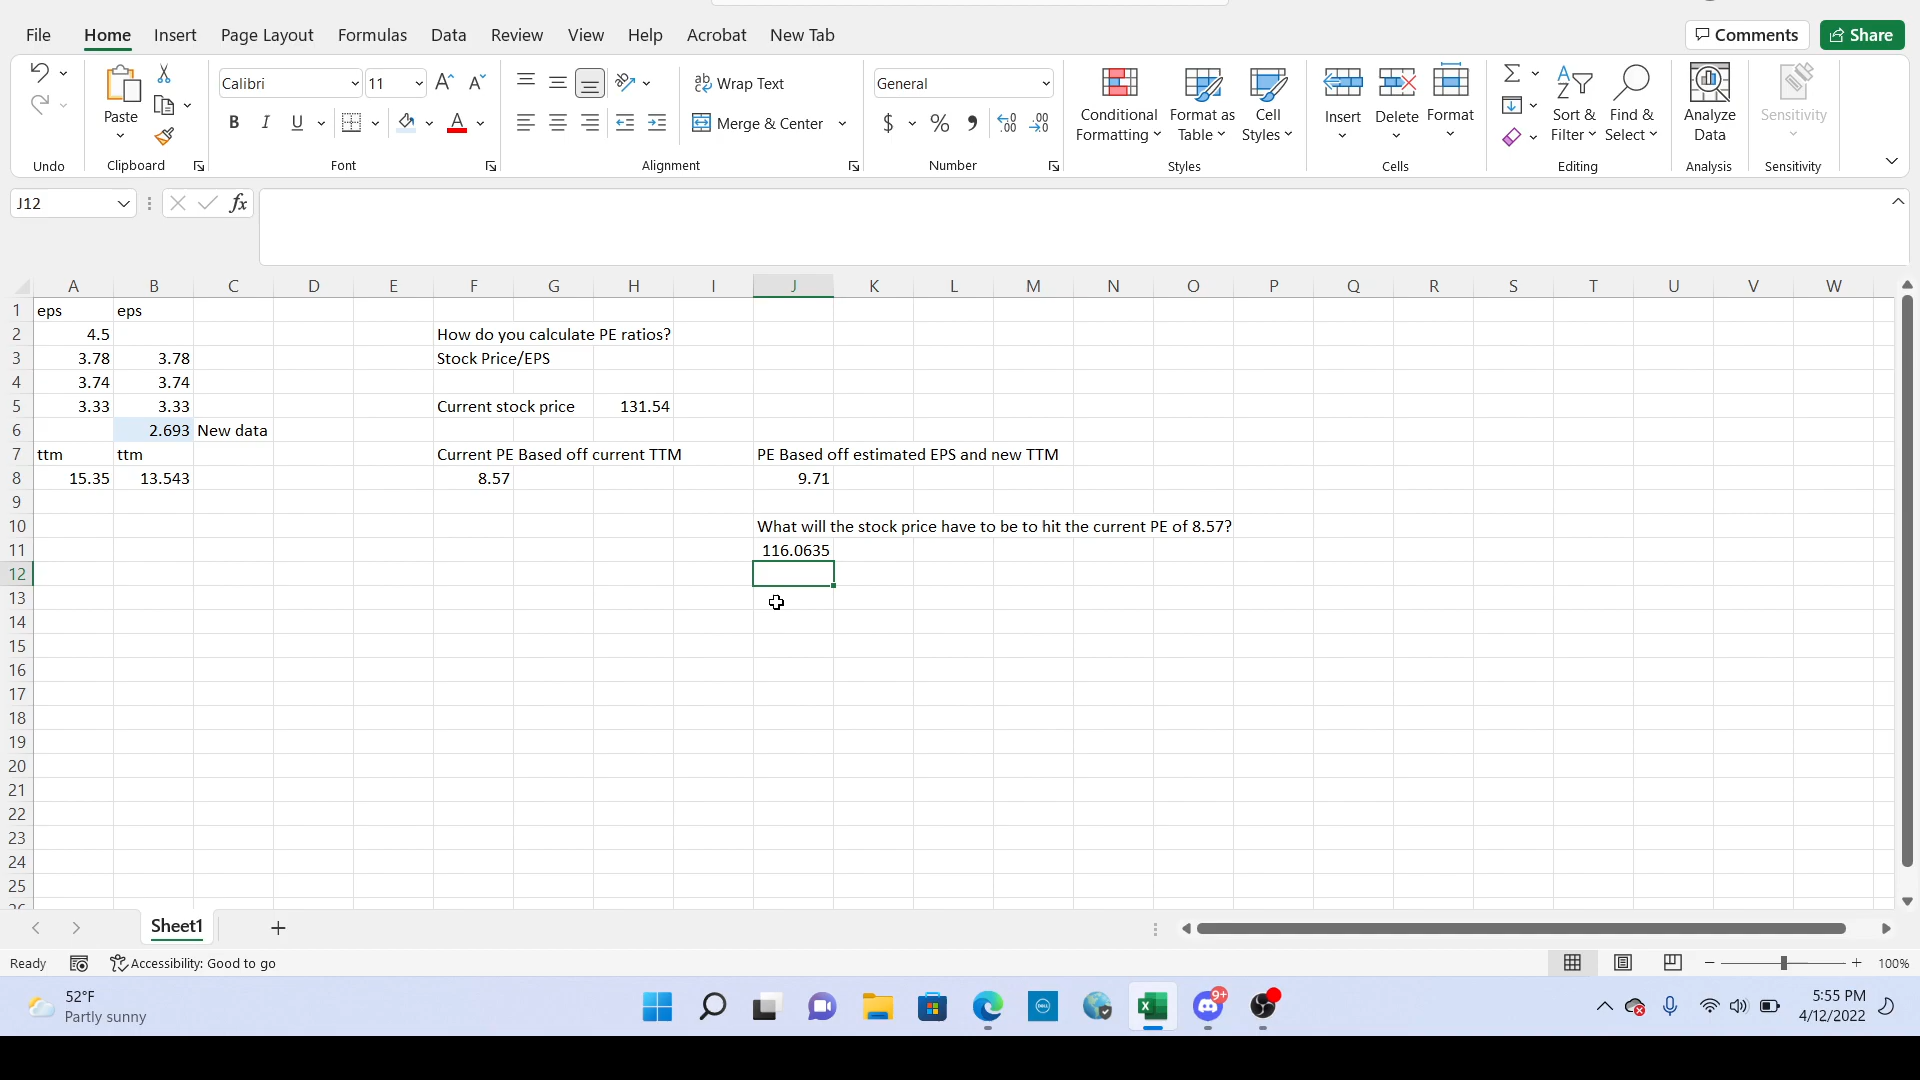 File Home Insert Page Layout Formulas Data Review View Help Acrobat New Tab Comments Share
Calibri 11 Wrap Text General
Paste Conditional Formatting Format as Table Cell Styles Insert Delete Format Sort & Filter Find & Select Analyze Data Sensitivity
B I U A Merge & Center $ % 9
Undo Clipboard Font Alignment Number Styles Cells Editing Analysis Sensitivity
J12 fx
A B C D E F G H I J K L M N O P Q R S T U V W
1 eps eps
2 4.5 How do you calculate PE ratios?
3 3.78 3.78 Stock Price/EPS
4 3.74 3.74
5 3.33 3.33 Current stock price 131.54
6 2.693 New data
7 ttm ttm Current PE Based off current TTM PE Based off estimated EPS and new TTM
8 15.35 13.543 8.57 9.71
9
10 What will the stock price have to be to hit the current PE of 8.57?
11 116.0635
12
13
14
15
16
17
18
19
20
21
22
23
24
25
Sheet1
Ready Accessibility: Good to go 100%
52°F 5:55 PM
Partly sunny 4/12/2022
9+